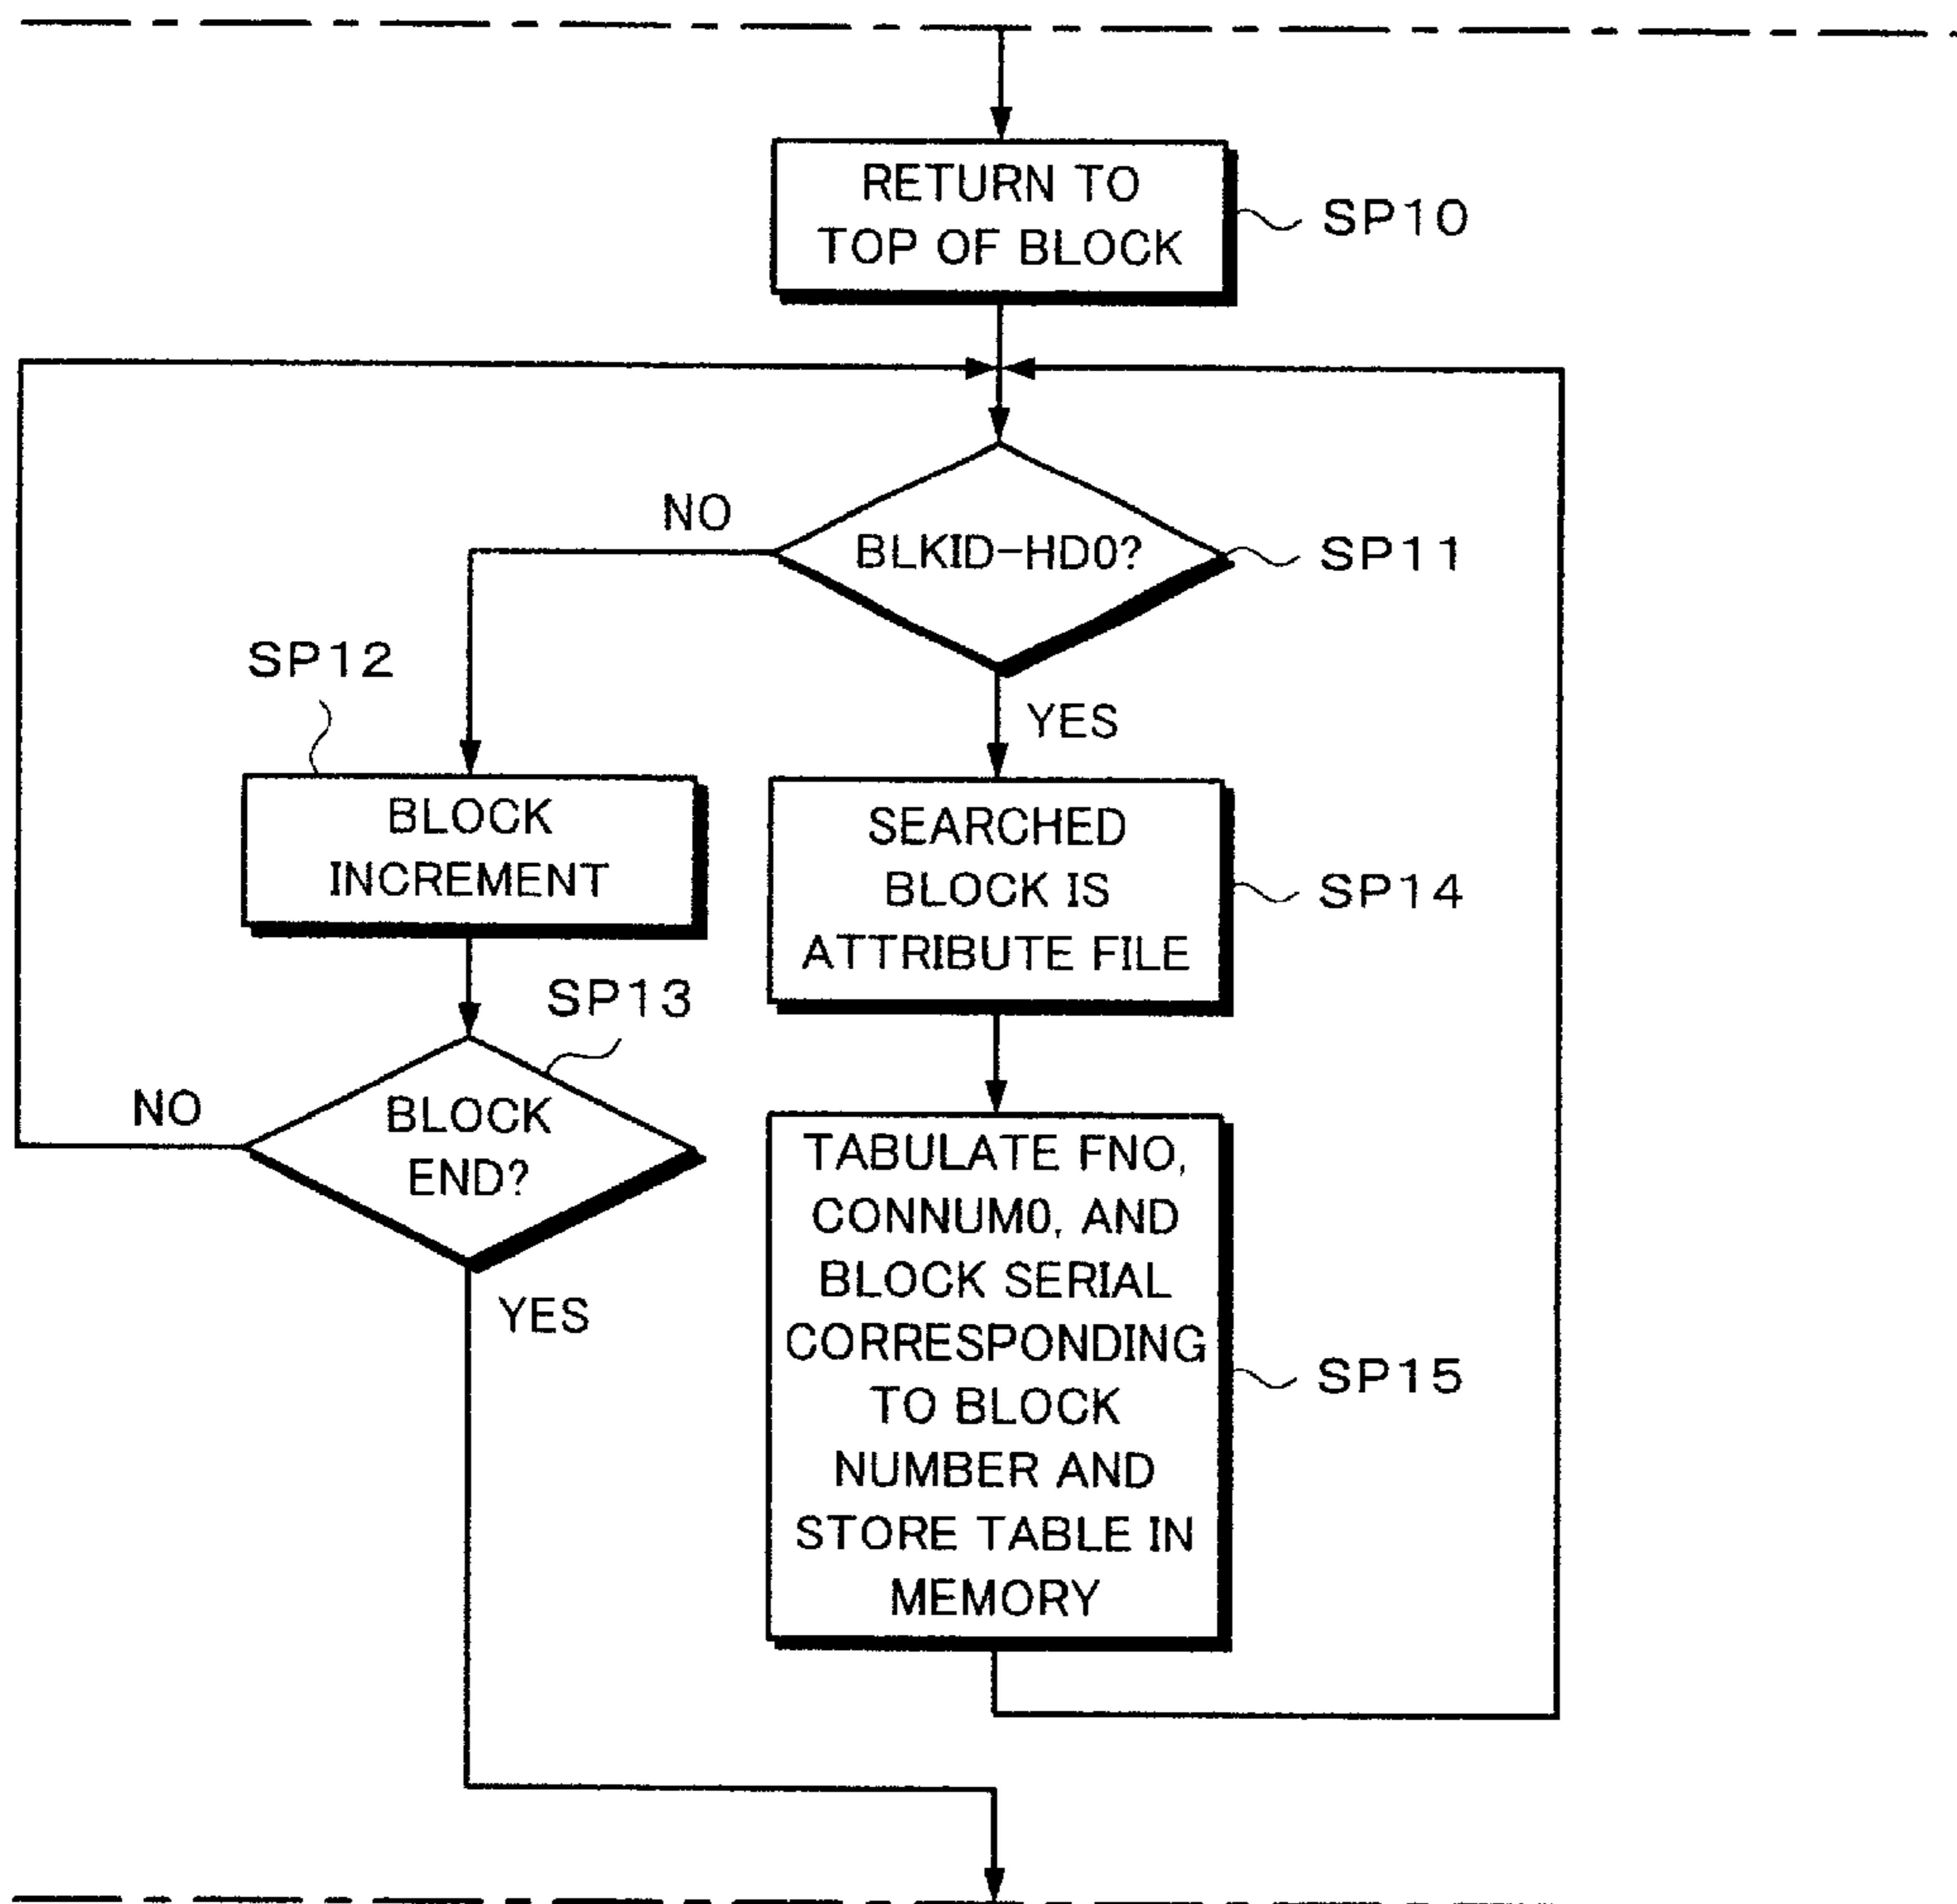 RETURN TO
TOP OF BLOCK
SP10
NO
BLKID-HD0?
SP11
YES
SP12
BLOCK
INCREMENT
SEARCHED
BLOCK IS
ATTRIBUTE FILE
SP14
SP13
NO
BLOCK
END?
YES
TABULATE FNO,
CONNUM0, AND
BLOCK SERIAL
CORRESPONDING
TO BLOCK
NUMBER AND
STORE TABLE IN
MEMORY
SP15